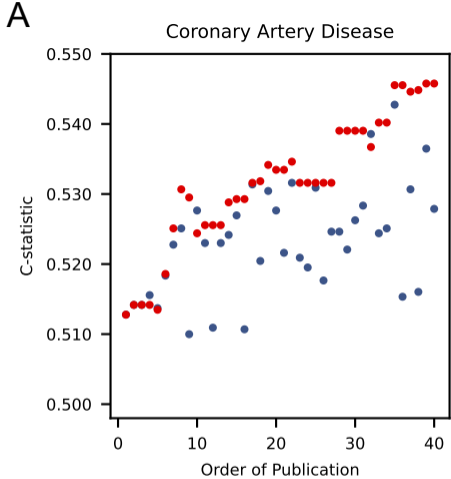 A
Coronary Artery Disease
0.550
0.540
0.530
0.520
0.510
0.500
C-statistic
0 10 20 30 40
Order of Publication